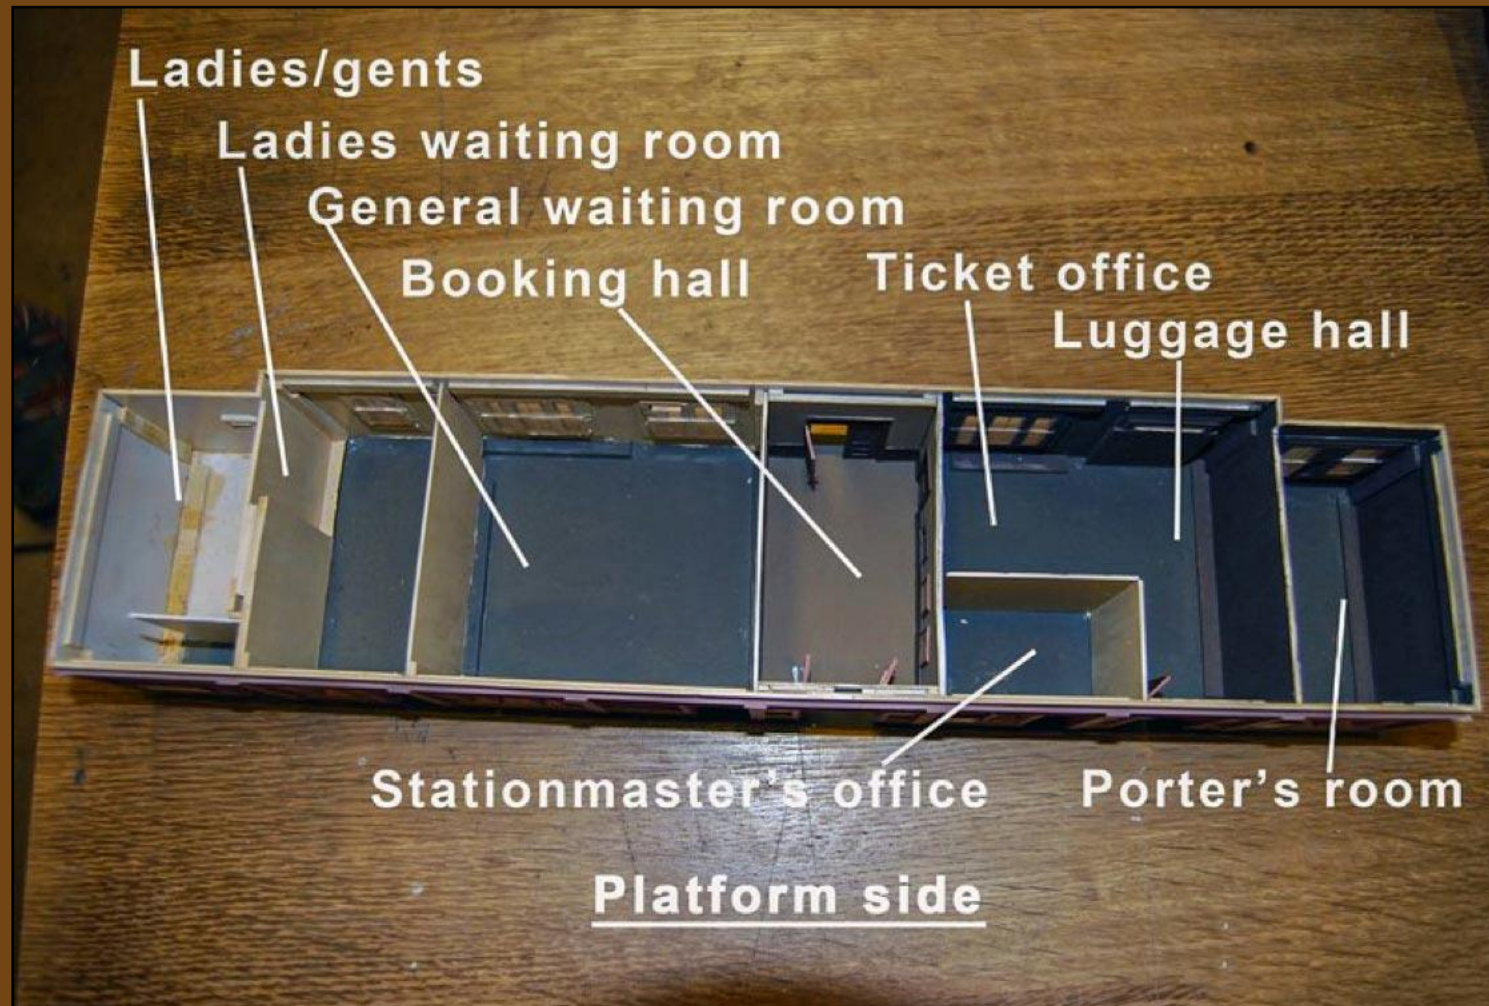 Ladies/gents
Ladies waiting room
General waiting room
Booking hall
Ticket office
Luggage hall
Stationmaster's office
Porter's room
Platform side